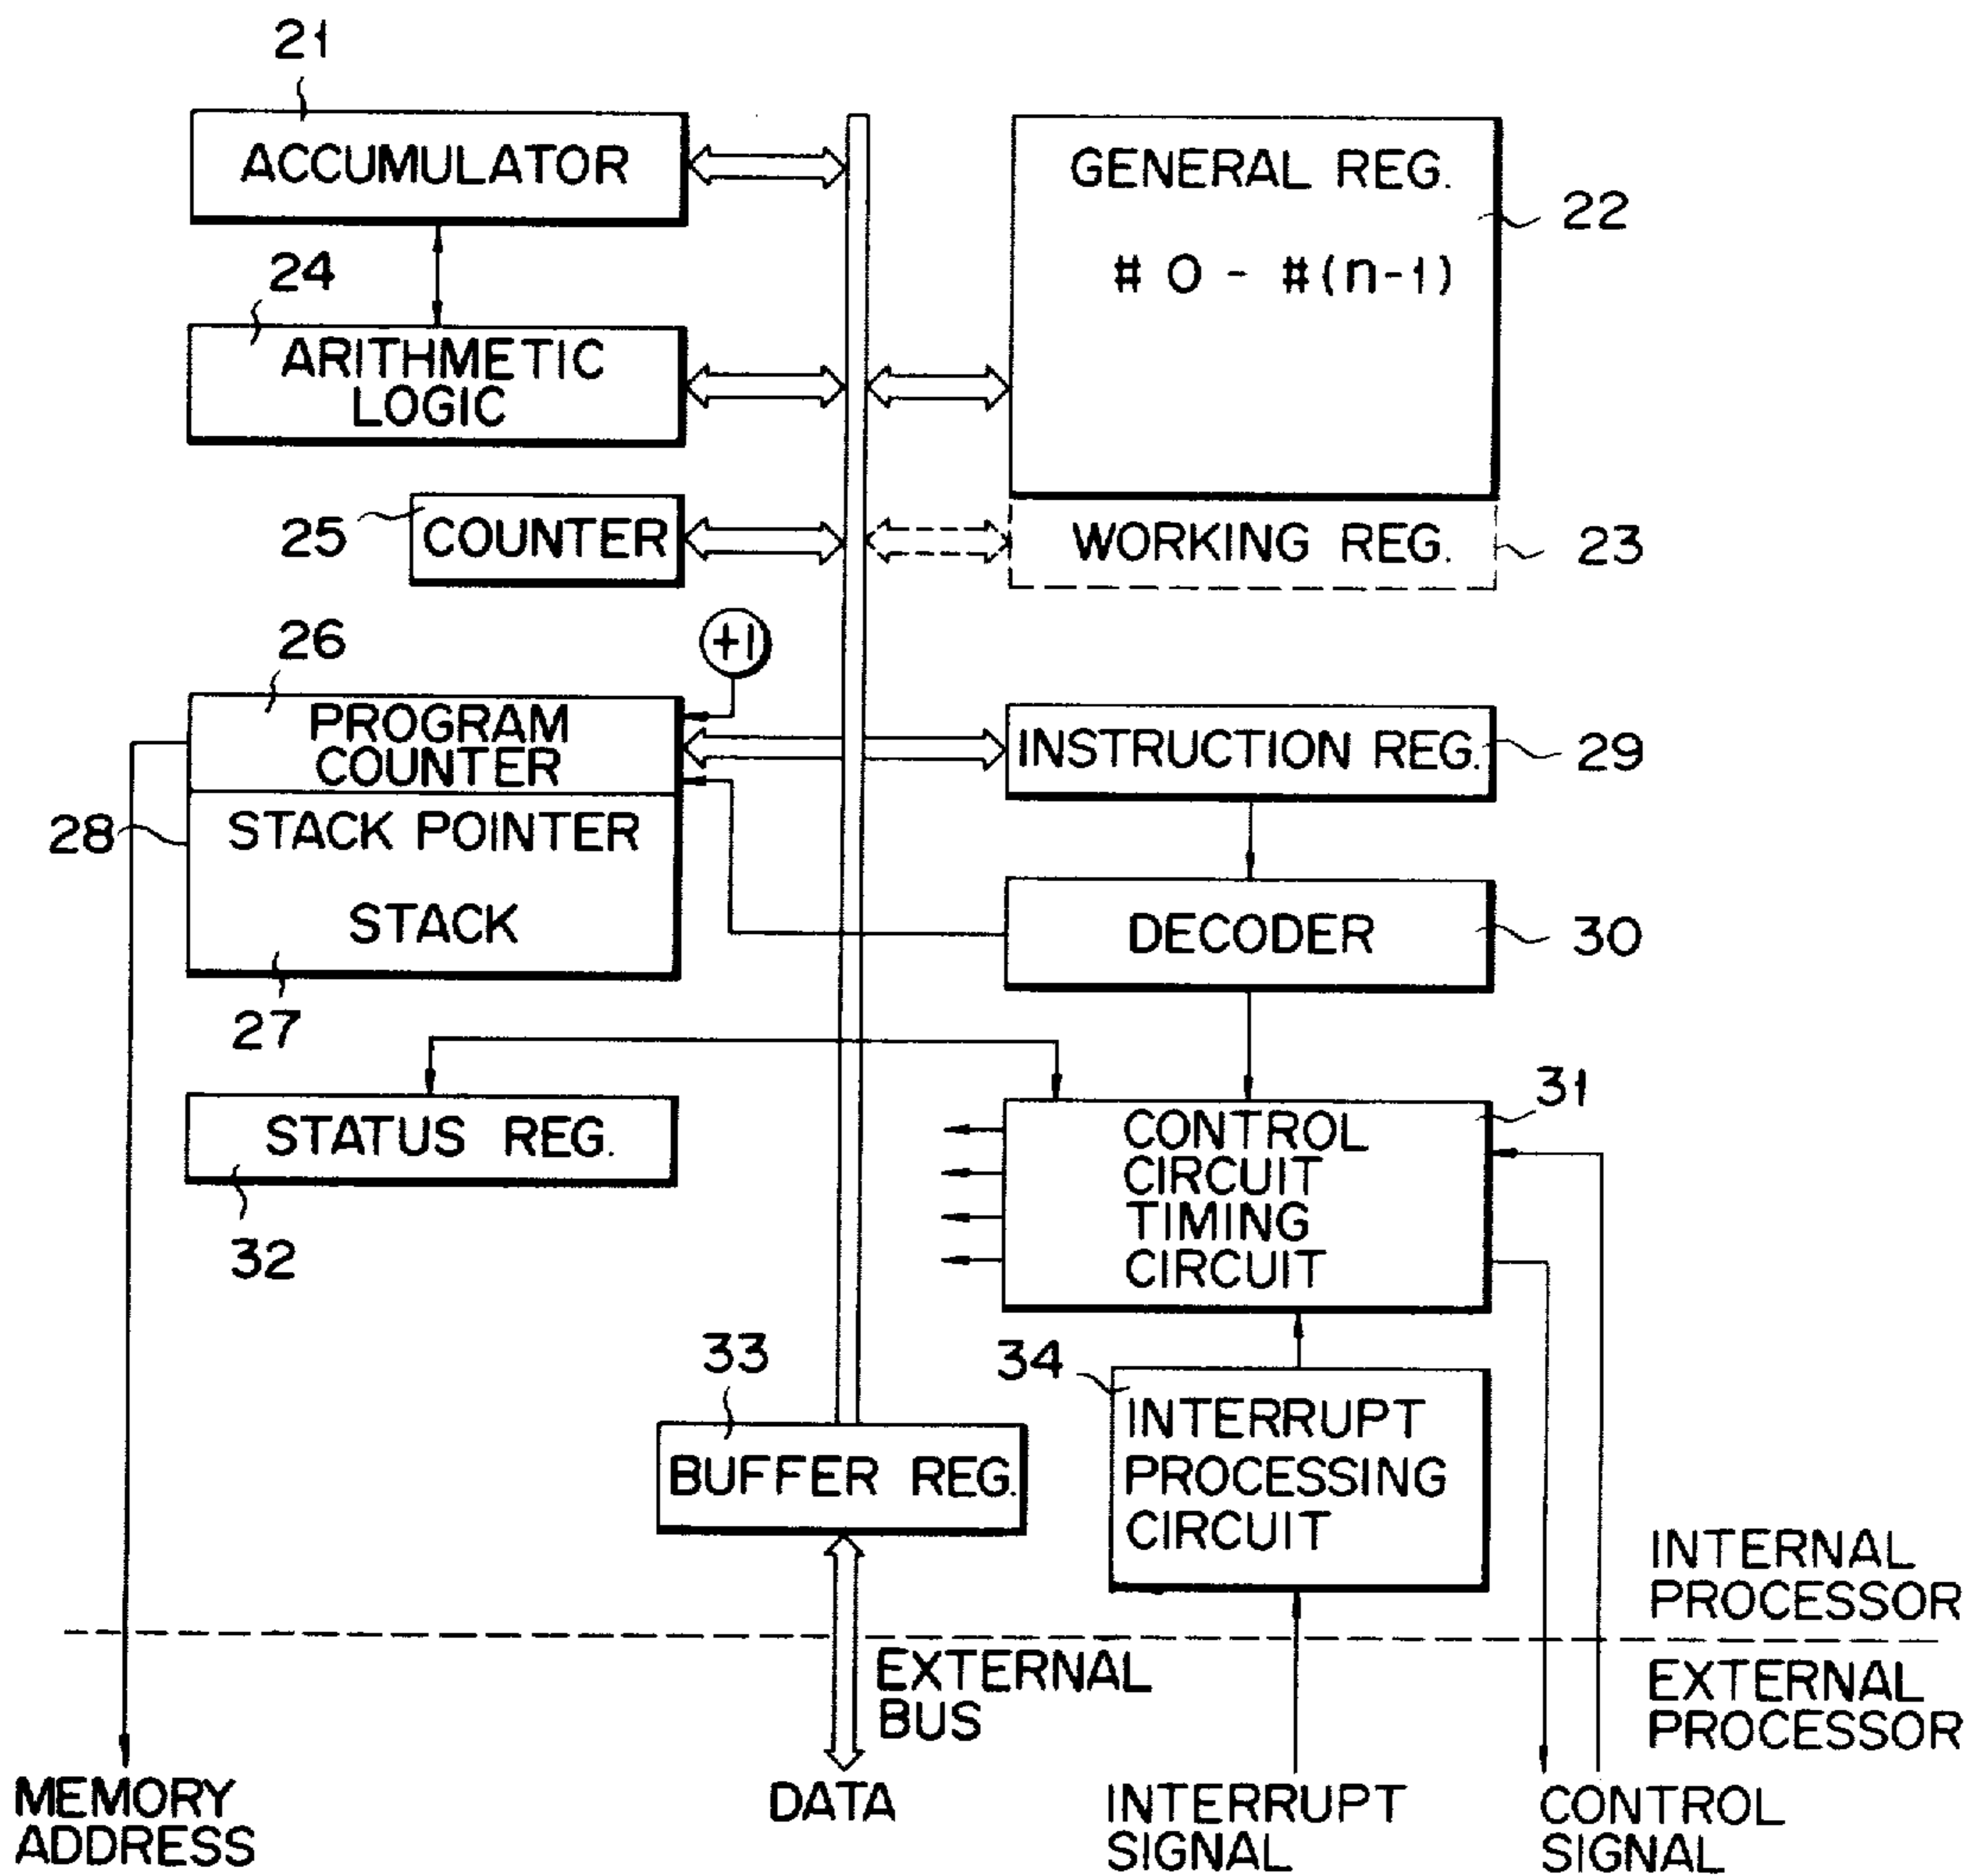 21
ACCUMULATOR
GENERAL REG.
# 0 - #(n-1)
22
24
ARITHMETIC
LOGIC
25
COUNTER
WORKING REG.
23
26
+1
PROGRAM
COUNTER
INSTRUCTION REG.
29
28
STACK POINTER
STACK
27
DECODER
30
STATUS REG.
32
31
CONTROL
CIRCUIT
TIMING
CIRCUIT
33
BUFFER REG.
34
INTERRUPT
PROCESSING
CIRCUIT
INTERNAL
PROCESSOR
EXTERNAL
BUS
EXTERNAL
PROCESSOR
MEMORY
ADDRESS
DATA
INTERRUPT
SIGNAL
CONTROL
SIGNAL